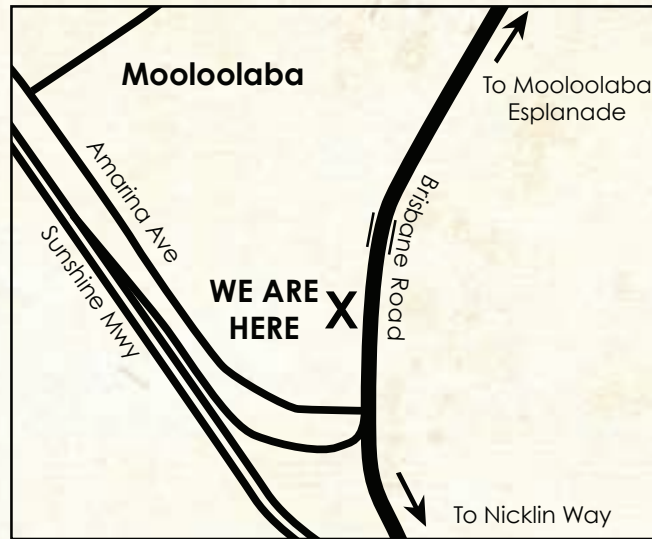 Mooloolaba
To Mooloolaba
Esplanade
Amarina Ave
Brisbane Road
Sunshine Mwy
WE ARE
HERE
X
To Nicklin Way